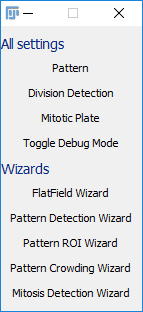 All settings
Pattern
Division Detection
Mitotic Plate
Toggle Debug Mode
Wizards
FlatField Wizard
Pattern Detection Wizard
Pattern ROI Wizard
Pattern Crowding Wizard
Mitosis Detection Wizard